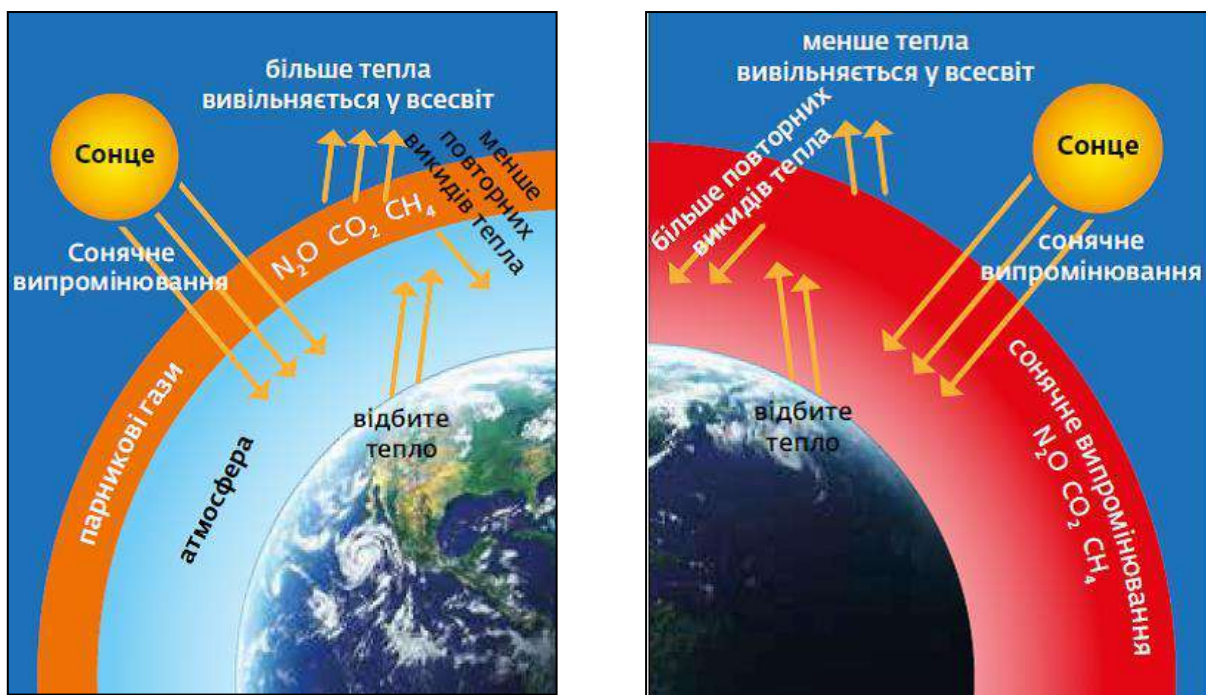 більше тепла
вивільняється у всесвіт
Сонце
менше
повторних
викидів тепла
N₂O CO₂ CH₄
Сонячне
випромінювання
парникові гази
атмосфера
відбите
тепло
менше тепла
вивільняється у всесвіт
більше повторних
викидів тепла
Сонце
сонячне
випромінювання
відбите
тепло
сонячне випромінювання
N₂O CO₂ CH₄